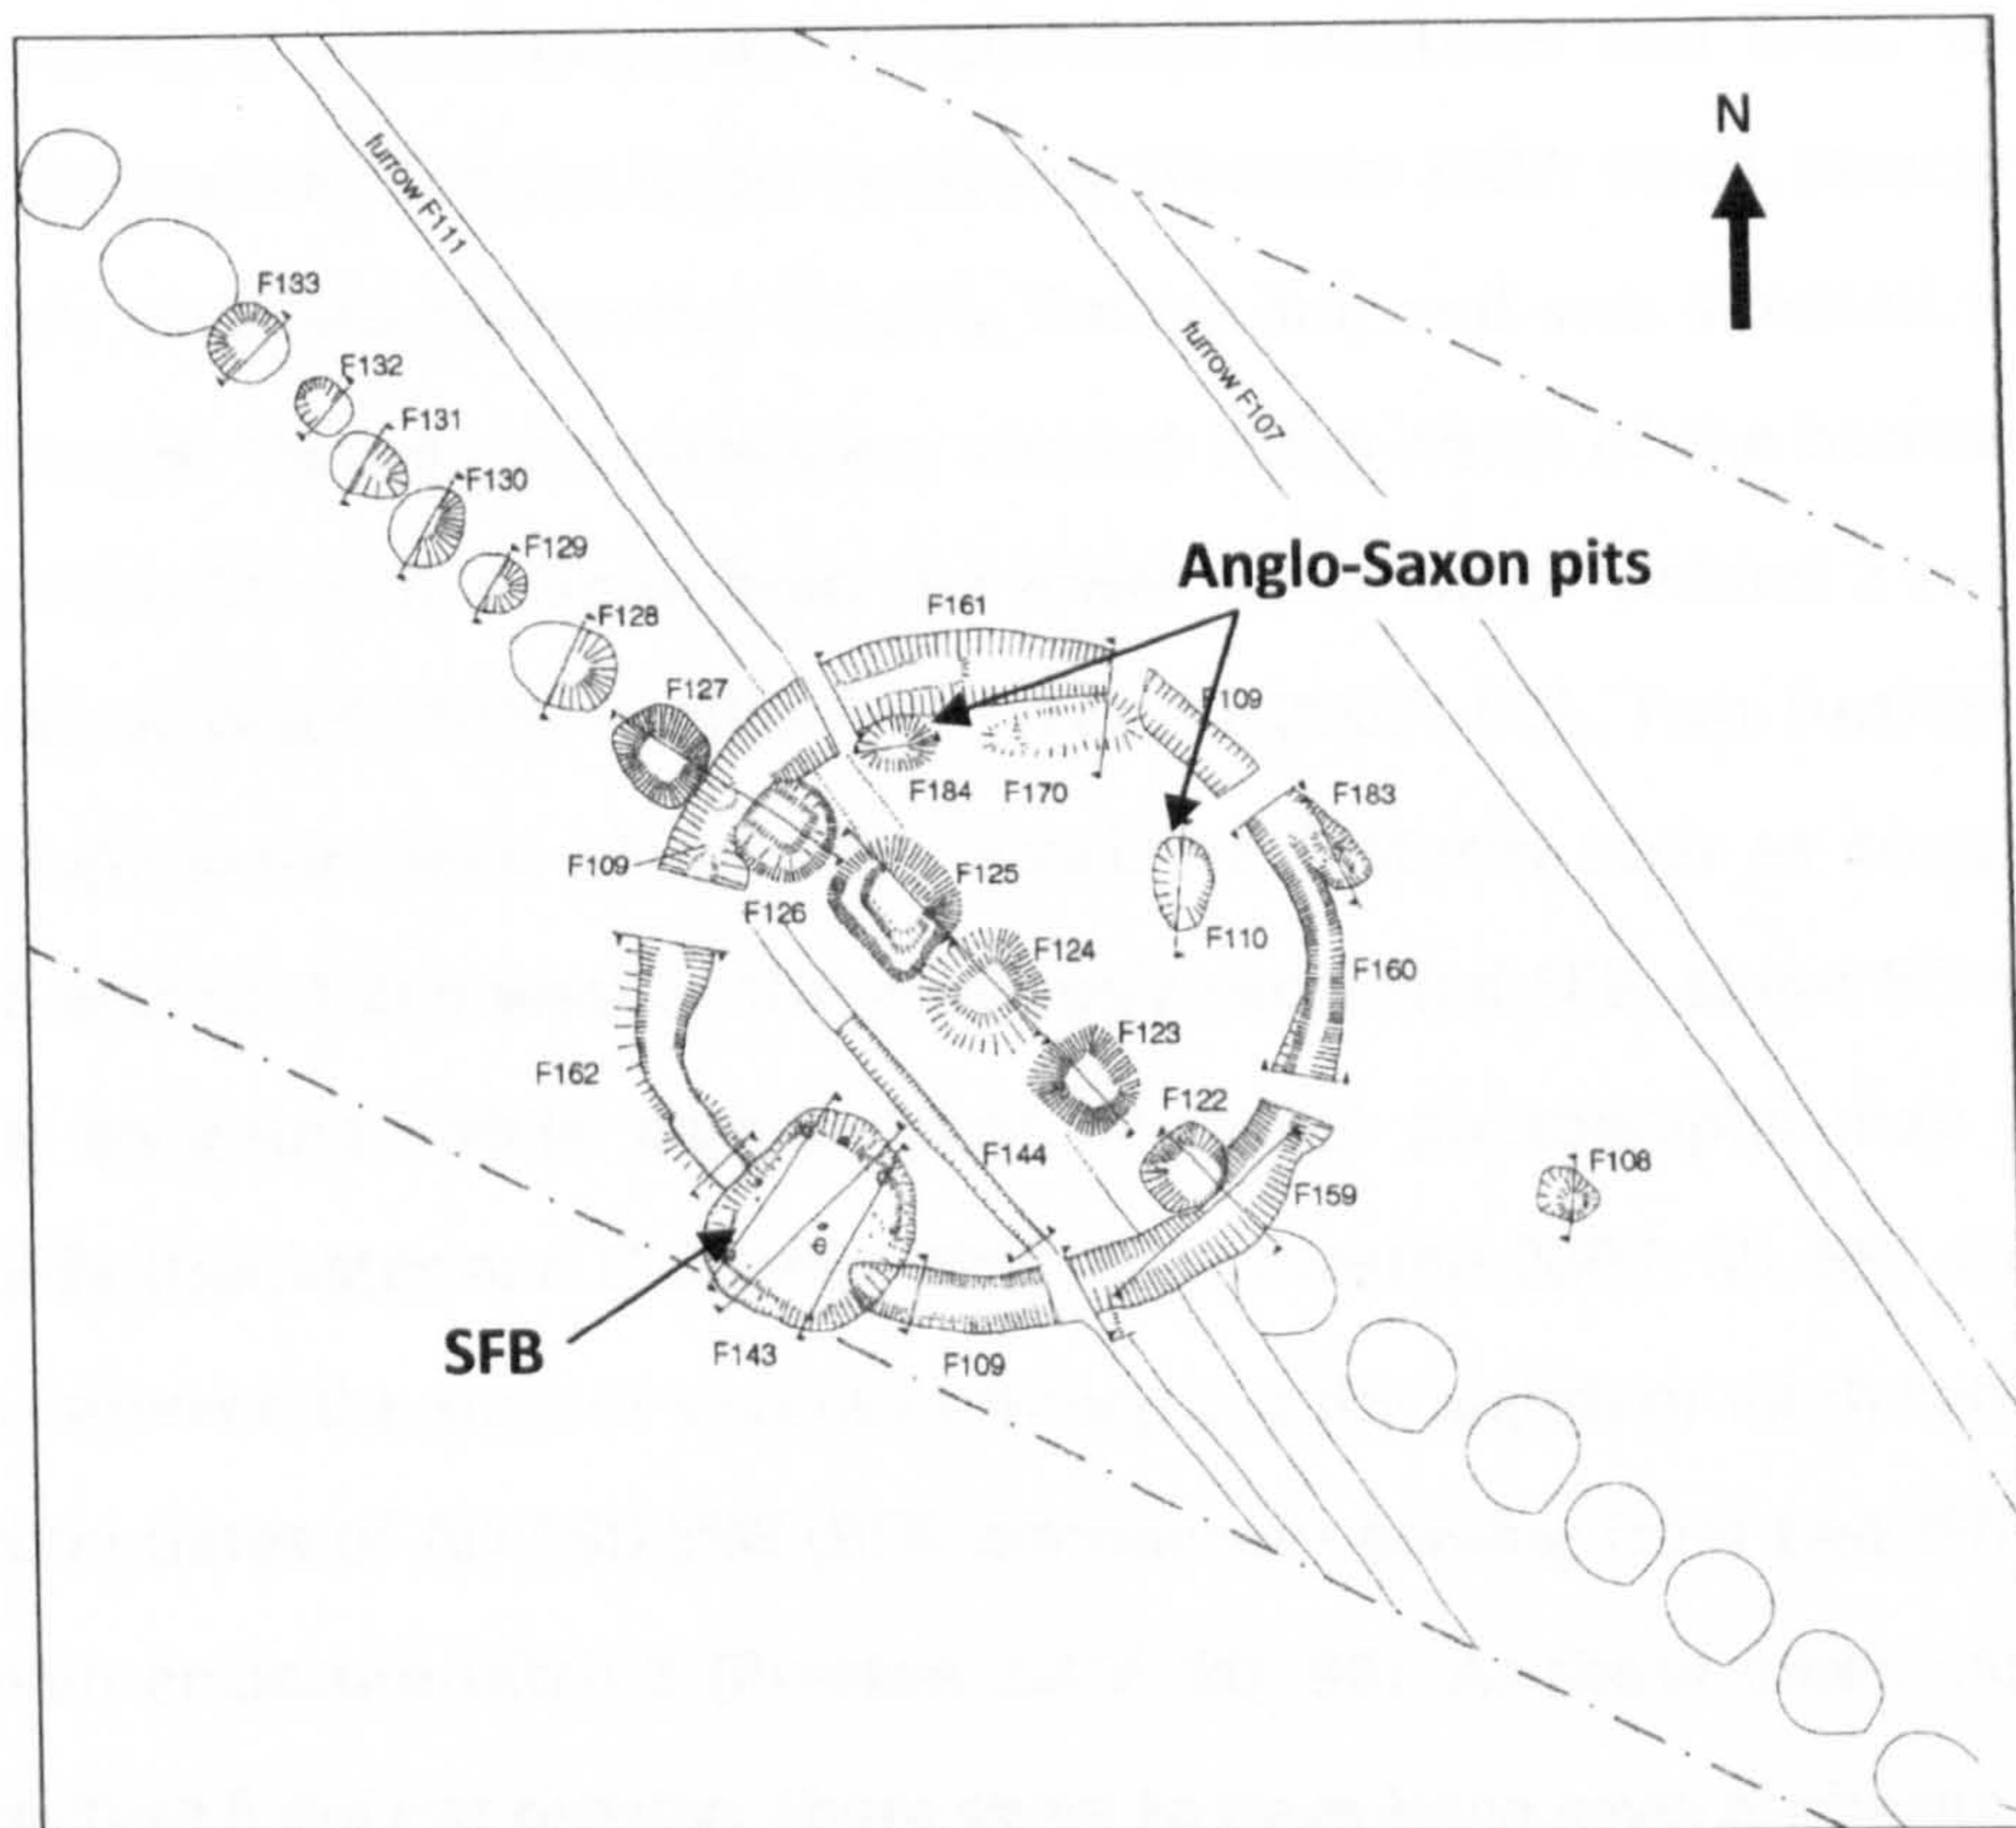 N
furrow F111
furrow F107
F133
F132
F131
F130
F129
F128
F127
Anglo-Saxon pits
F161
F109
F184
F170
F183
F109
F126
F125
F124
F110
F160
F162
F123
F122
F144
F159
F108
SFB
F143
F109